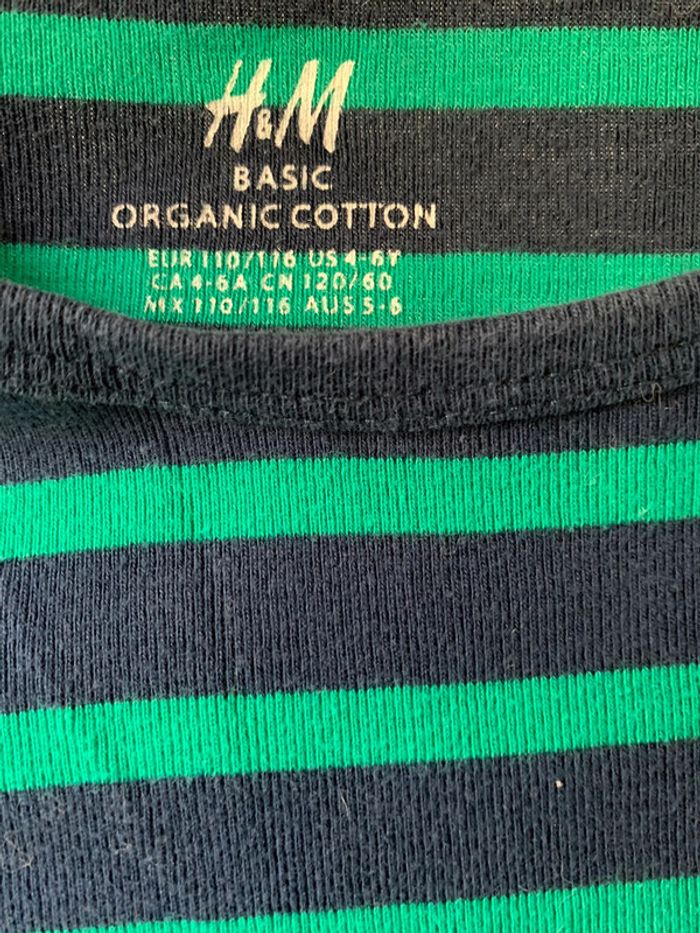 H&M
BASIC
ORGANIC COTTON
EUR 110/116 US 4-6Y
CA 4-6A CN 120/60
MX 110/116 AUS 5-6